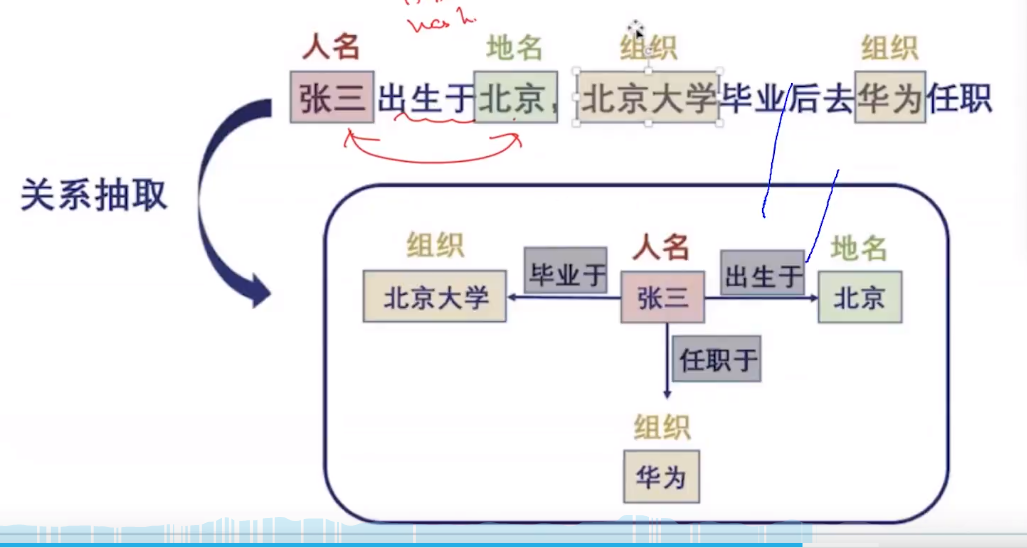 人名 地名 组织 组织
张三出生于北京，北京大学毕业后去华为任职
关系抽取
组织 毕业于 人名 出生于 地名
北京大学 张三 北京
任职于
组织
华为